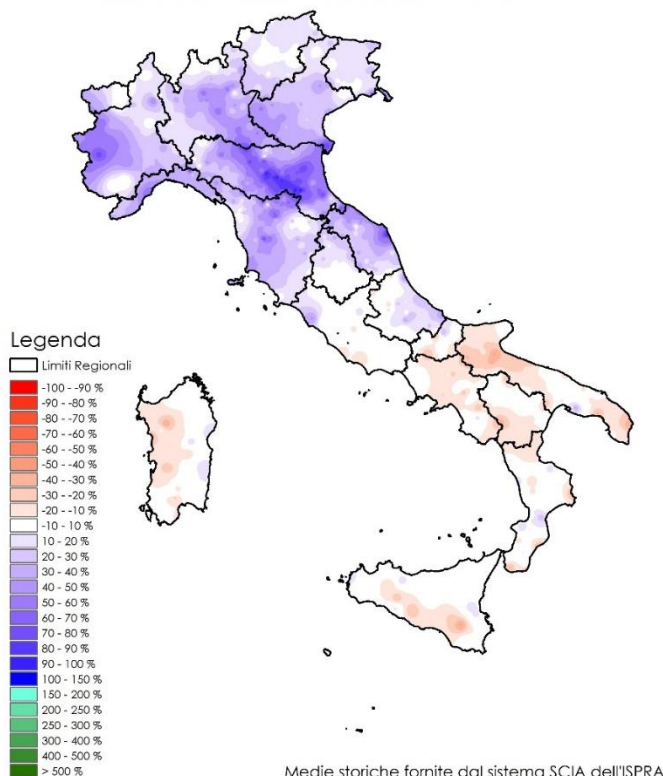 Legenda
Limiti Regionali
-100 - -90 %
-90 - -80 %
-80 - -70 %
-70 - -60 %
-60 - -50 %
-50 - -40 %
-40 - -30 %
-30 - -20 %
-20 - -10 %
-10 - 10 %
10 - 20 %
20 - 30 %
30 - 40 %
40 - 50 %
50 - 60 %
60 - 70 %
70 - 80 %
80 - 90 %
90 - 100 %
100 - 150 %
150 - 200 %
200 - 250 %
250 - 300 %
300 - 400 %
400 - 500 %
> 500 %
Medie storiche fornite dal sistema SCIA dell'ISPRA